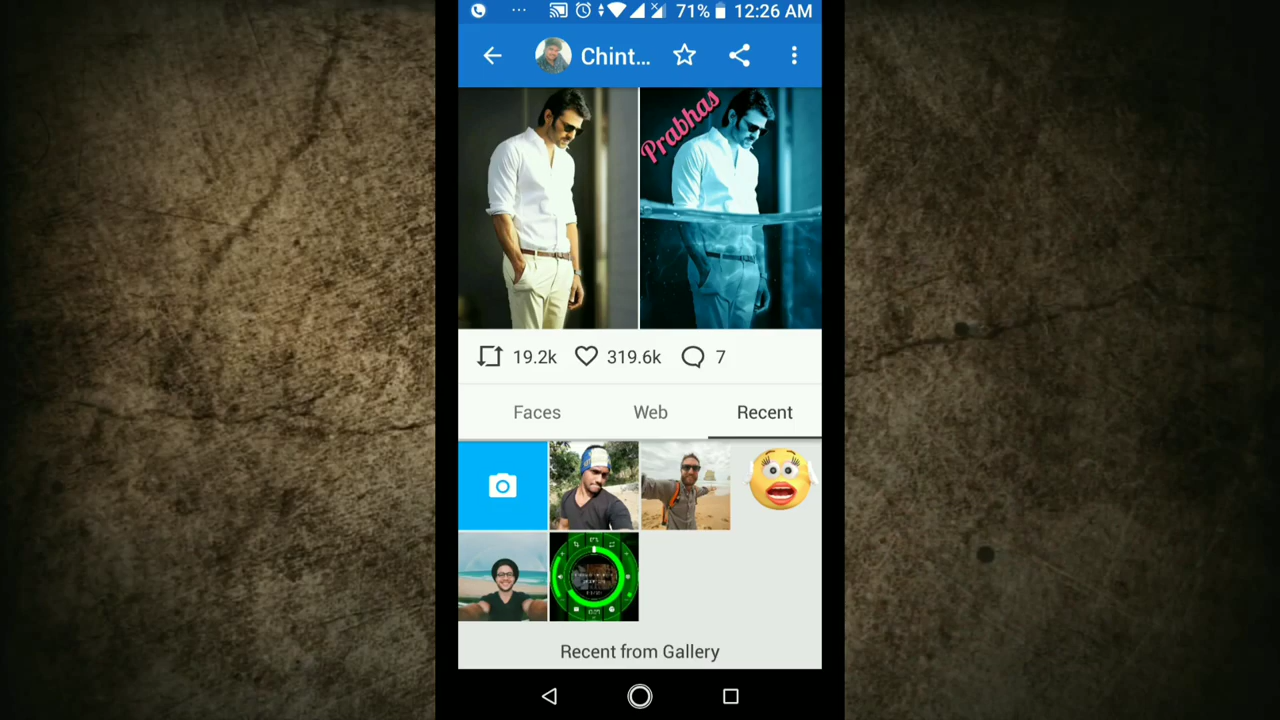 71% 12:26 AM
Chint...
Prabhas
19.2k 319.6k 7
Faces Web Recent
Recent from Gallery